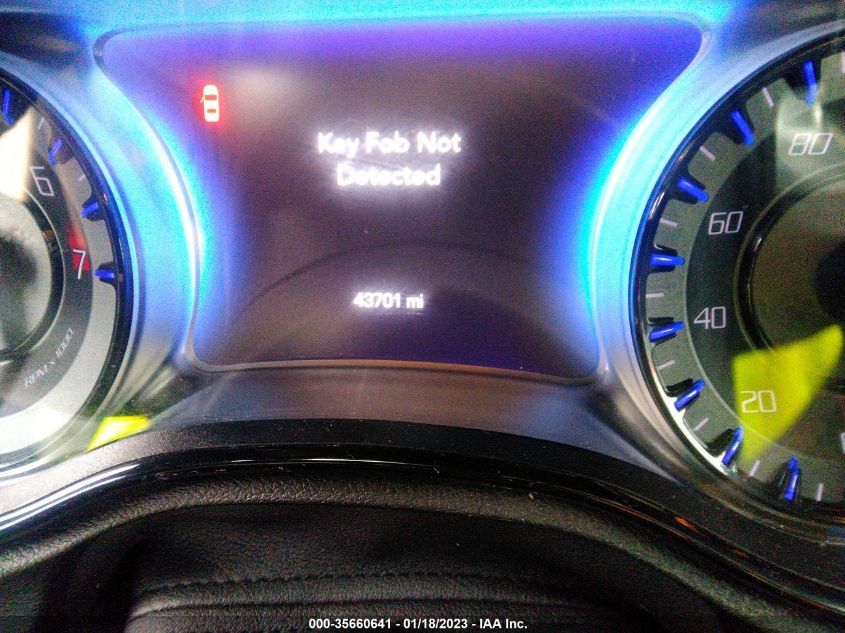 Key Fob Not
Detected
43701 mi
6
7
RPM x 1000
80
60
40
20
000-35660641 - 01/18/2023 - IAA Inc.